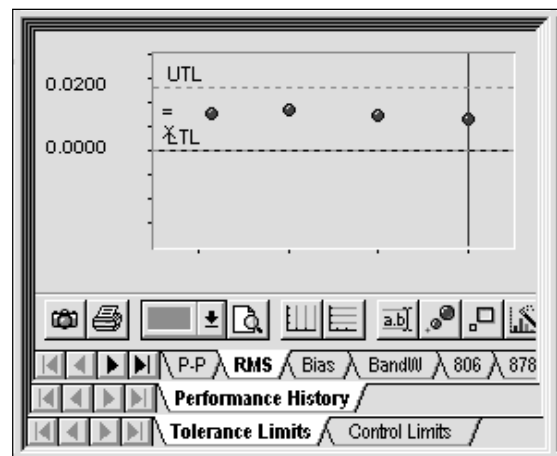 UTL
0.0200
=
X
LTL
0.0000
a.b
P-P RMS Bias BandW 806 878
Performance History
Tolerance Limits Control Limits